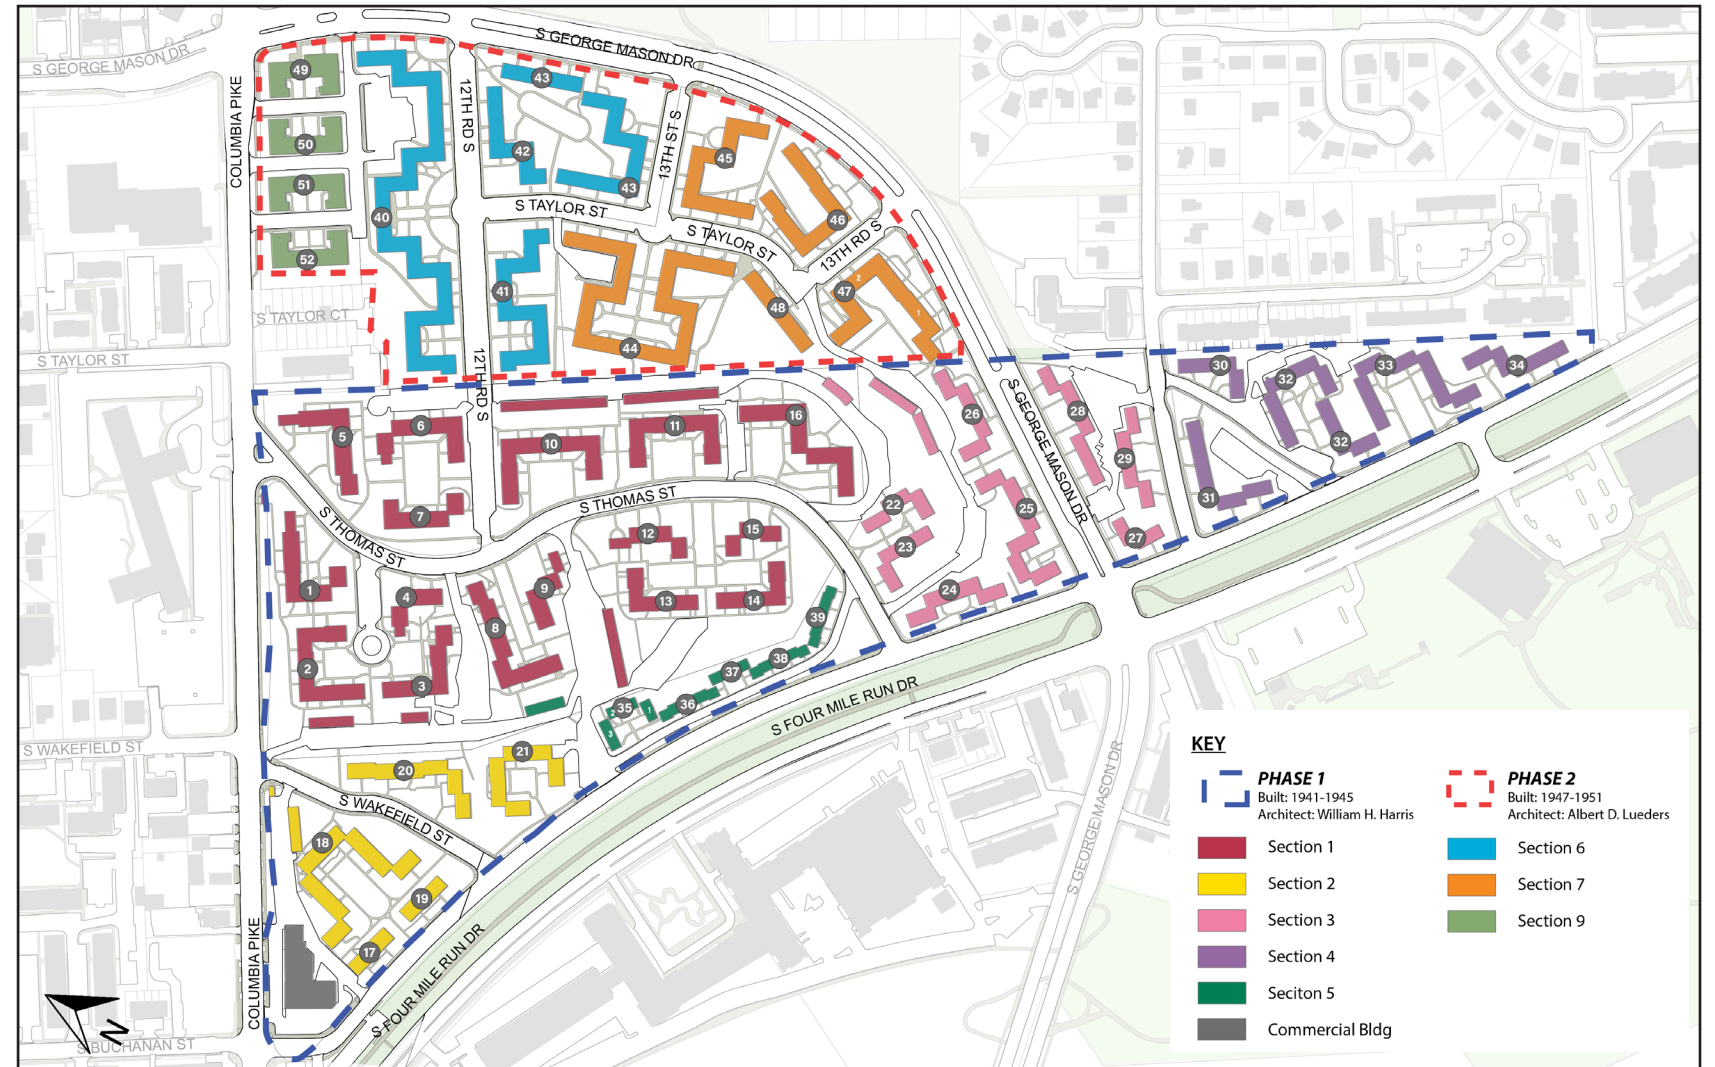 S GEORGE MASON DR
S GEORGE MASON DR
COLUMBIA PIKE
12TH RD S
13TH ST S
49
43
50
42
45
51
43
40
46
S TAYLOR ST
S TAYLOR ST
13TH RD S
52
41
47
2
1
48
44
S TAYLOR CT
S TAYLOR ST
12TH RD S
S GEORGE MASON DR
30
32
33
34
5
6
10
11
16
26
28
29
32
31
7
S THOMAS ST
S THOMAS ST
22
25
23
27
12
15
1
4
9
13
14
24
8
39
2
3
37
38
35
36
2
1
3
S FOUR MILE RUN DR
S WAKEFIELD ST
20
21
S WAKEFIELD ST
18
19
17
COLUMBIA PIKE
S FOUR MILE RUN DR
S GEORGE MASON DR
N
S BUCHANAN ST
KEY
PHASE 1
Built: 1941-1945
Architect: William H. Harris
Section 1
Section 2
Section 3
Section 4
Seciton 5
Commercial Bldg
PHASE 2
Built: 1947-1951
Architect: Albert D. Lueders
Section 6
Section 7
Section 9